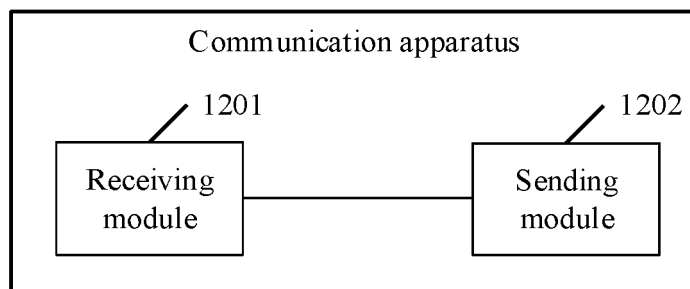 Communication apparatus
1201
1202
Receiving
module
Sending
module